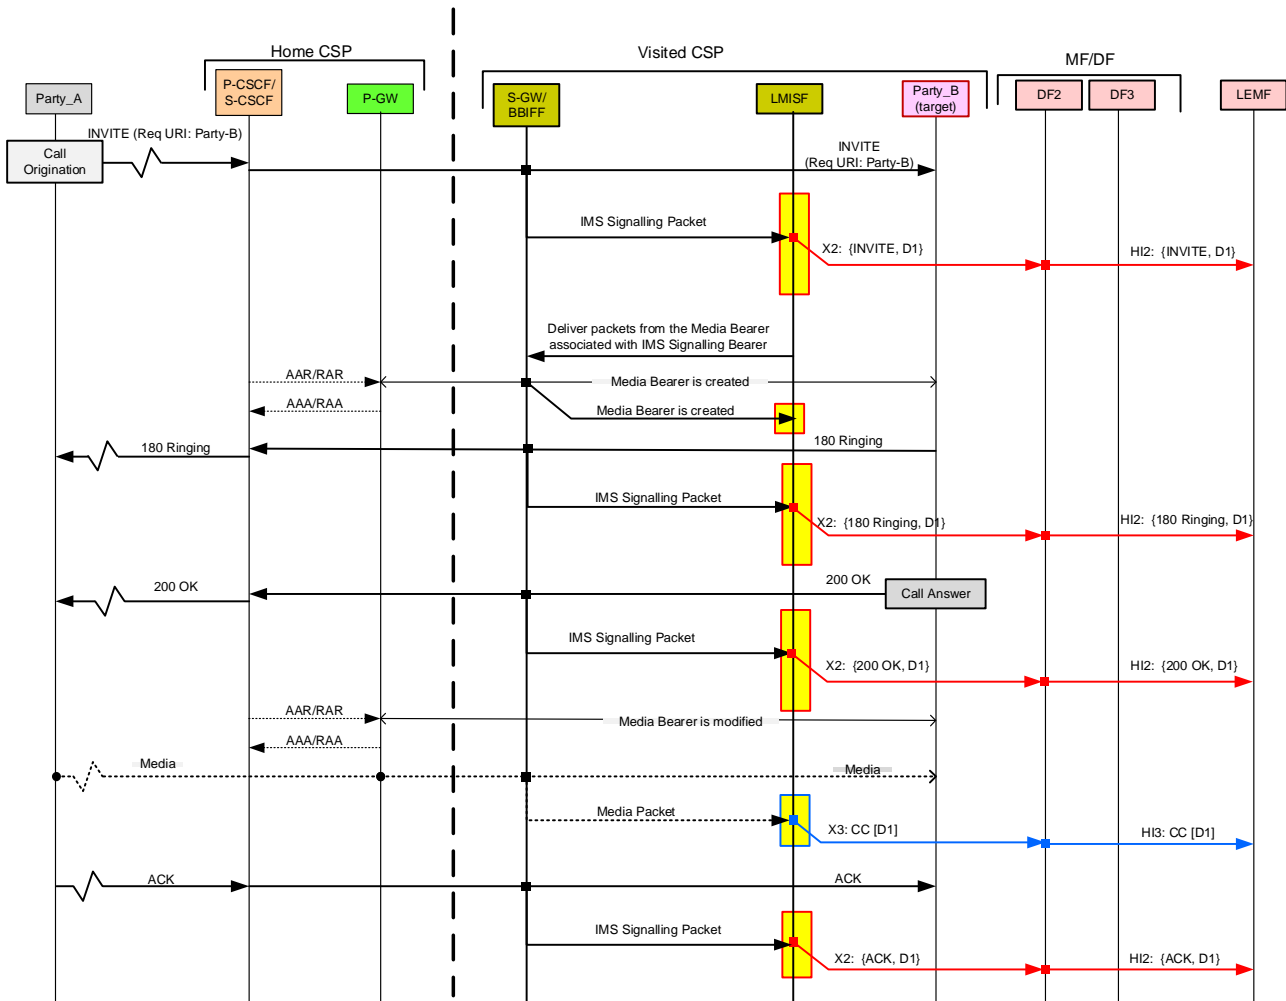 Home CSP
Visited CSP
MF/DF
Party_A
P-CSCF/
S-CSCF
P-GW
S-GW/
BBIFF
LMISF
Party_B
(target)
DF2
DF3
LEMF
INVITE (Req URI: Party-B)
Call
Origination
INVITE
(Req URI: Party-B)
IMS Signalling Packet
X2: {INVITE, D1}
HI2: {INVITE, D1}
Deliver packets from the Media Bearer
associated with IMS Signalling Bearer
AAR/RAR
Media Bearer is created
AAA/RAA
Media Bearer is created
180 Ringing
180 Ringing
IMS Signalling Packet
X2: {180 Ringing, D1}
HI2: {180 Ringing, D1}
200 OK
200 OK
Call Answer
IMS Signalling Packet
X2: {200 OK, D1}
HI2: {200 OK, D1}
AAR/RAR
Media Bearer is modified
AAA/RAA
Media
Media
Media Packet
X3: CC [D1]
HI3: CC [D1]
ACK
ACK
IMS Signalling Packet
X2: {ACK, D1}
HI2: {ACK, D1}